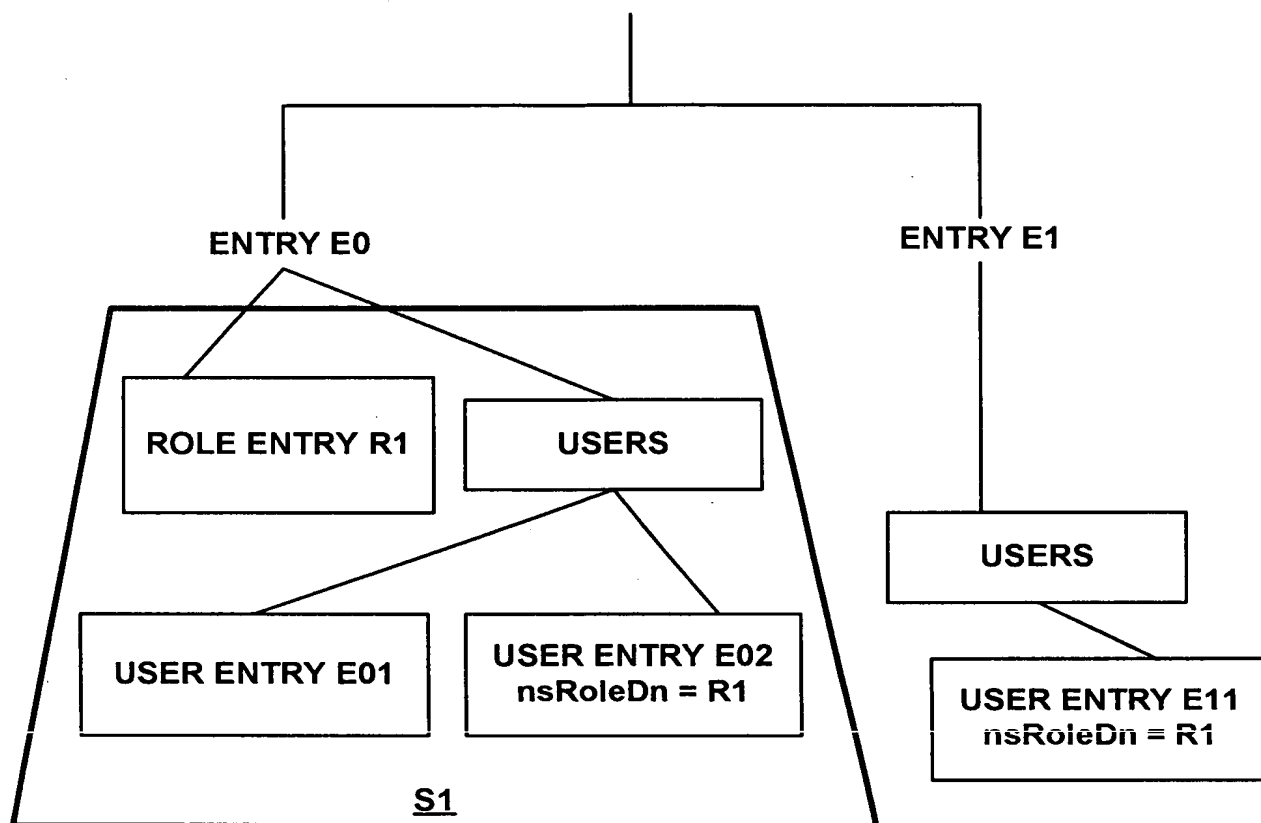 ENTRY E0
ENTRY E1
ROLE ENTRY R1
USERS
USERS
USER ENTRY E01
USER ENTRY E02
nsRoleDn = R1
USER ENTRY E11
nsRoleDn = R1
S1